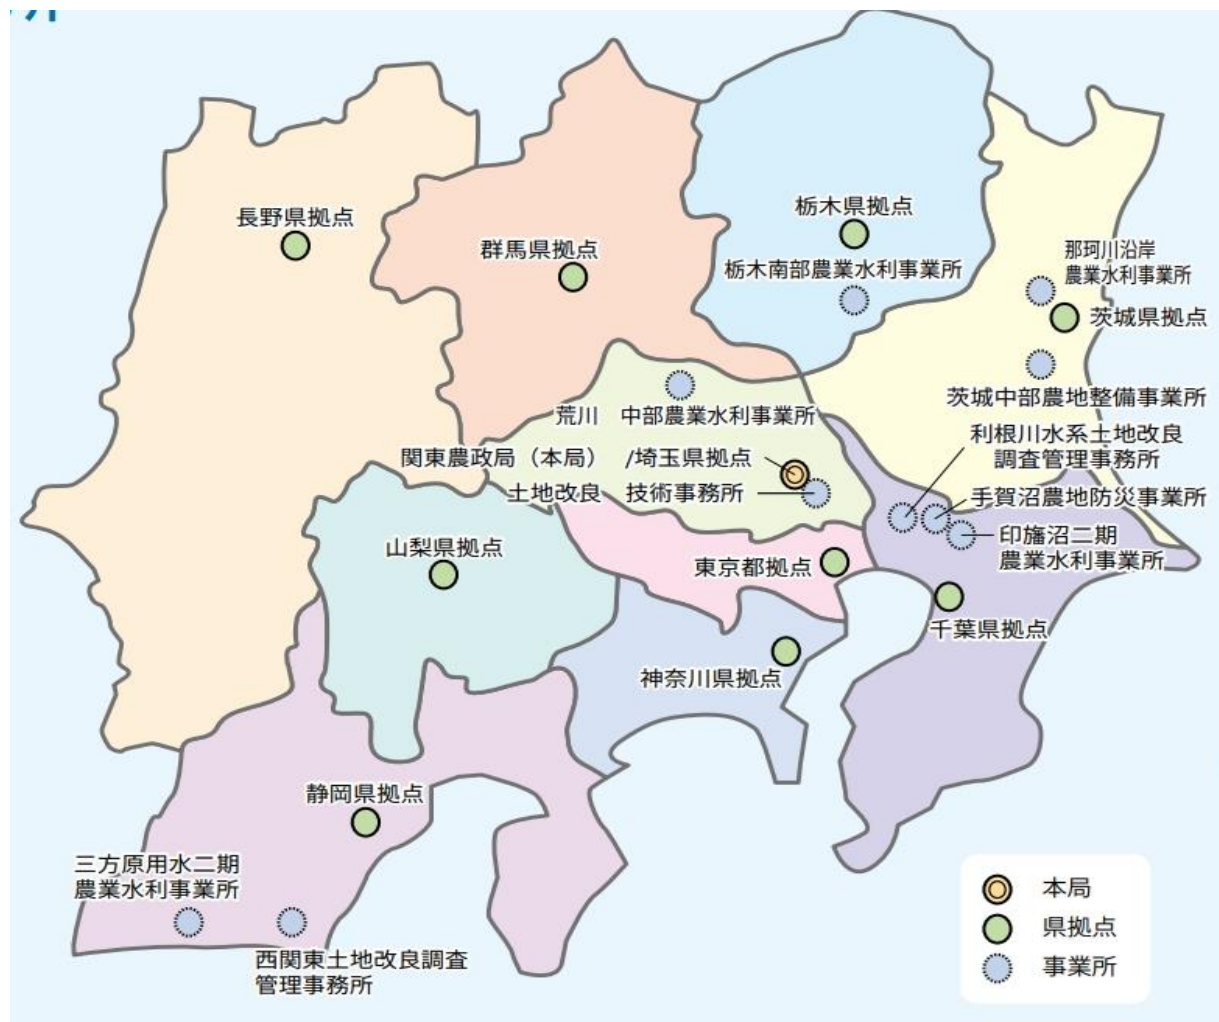 長野県拠点
群馬県拠点
栃木県拠点
栃木南部農業水利事業所
那珂川沿岸
農業水利事業所
茨城県拠点
茨城中部農地整備事業所
荒川 中部農業水利事業所
関東農政局（本局） /埼玉県拠点
土地改良 技術事務所
利根川水系土地改良
調査管理事務所
手賀沼農地防災事業所
印旛沼二期
農業水利事業所
山梨県拠点
東京都拠点
千葉県拠点
神奈川県拠点
静岡県拠点
三方原用水二期
農業水利事業所
西関東土地改良調査
管理事務所
本局
県拠点
事業所